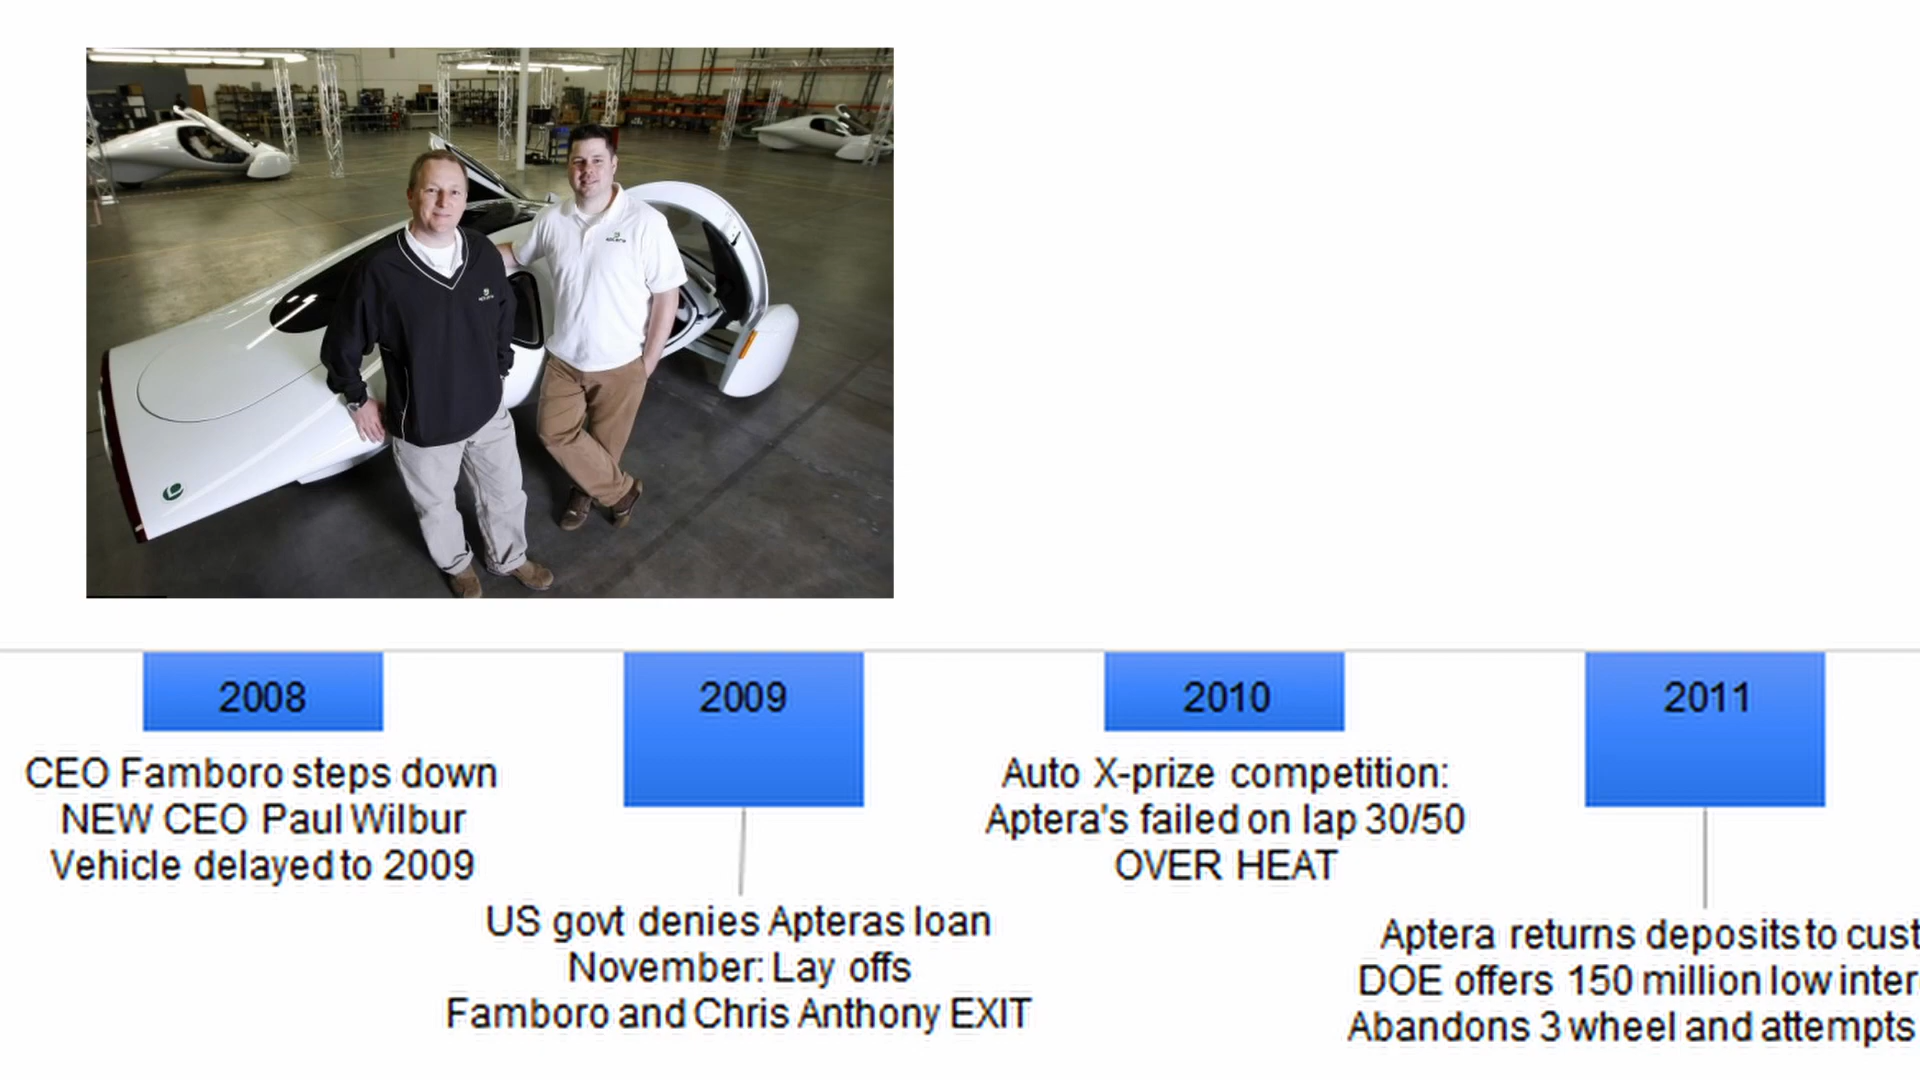 2008
CEO Famboro steps down
NEW CEO Paul Wilbur
Vehicle delayed to 2009
2009
US govt denies Apteras loan
November: Lay offs
Famboro and Chris Anthony EXIT
2010
Auto X-prize competition:
Aptera's failed on lap 30/50
OVER HEAT
2011
Aptera returns deposits to cust
DOE offers 150 million low inter
Abandons 3 wheel and attempts